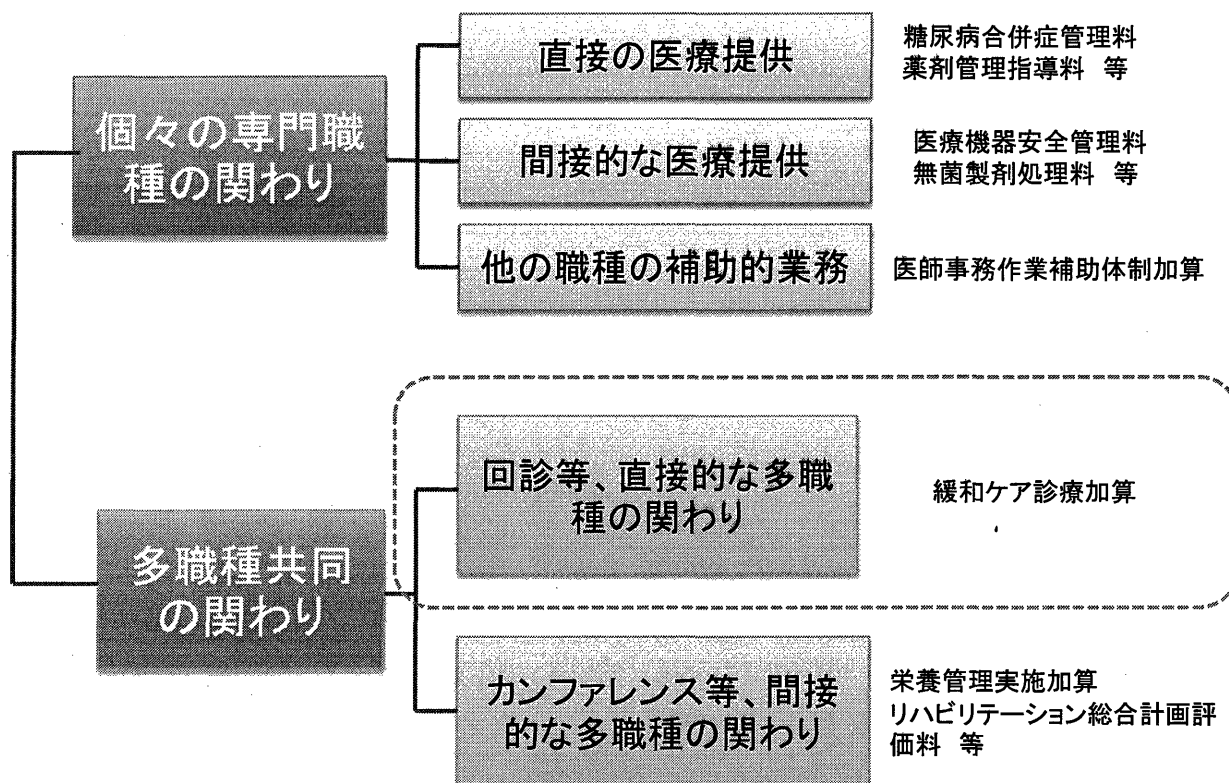 個々の専門職
種の関わり
直接の医療提供
糖尿病合併症管理料
薬剤管理指導料 等
間接的な医療提供
医療機器安全管理料
無菌製剤処理料 等
他の職種の補助的業務
医師事務作業補助体制加算
多職種共同
の関わり
回診等、直接的な多職
種の関わり
緩和ケア診療加算
カンファレンス等、間接
的な多職種の関わり
栄養管理実施加算
リハビリテーション総合計画評
価料 等